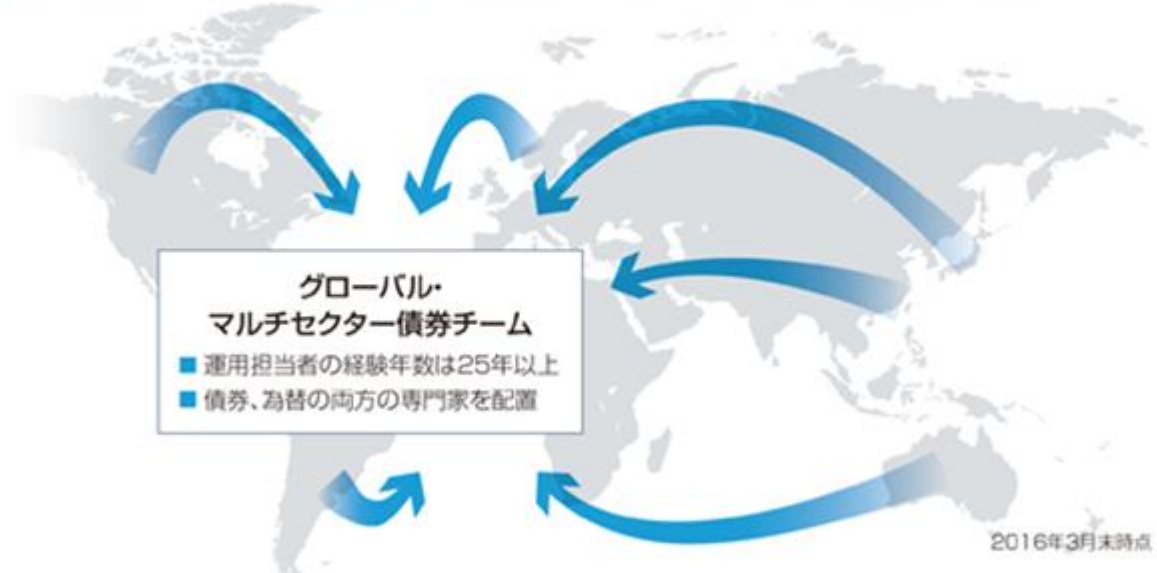 グローバル・
マルチセクター債券チーム
■ 運用担当者の経験年数は25年以上
■ 債券、為替の両方の専門家を配置
2016年3月末時点